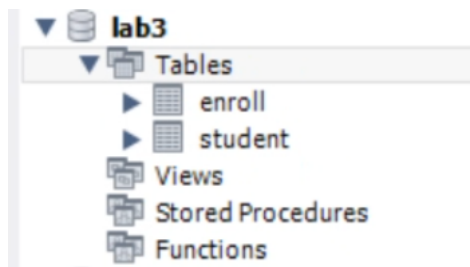 lab3
Tables
enroll
student
Views
Stored Procedures
Functions